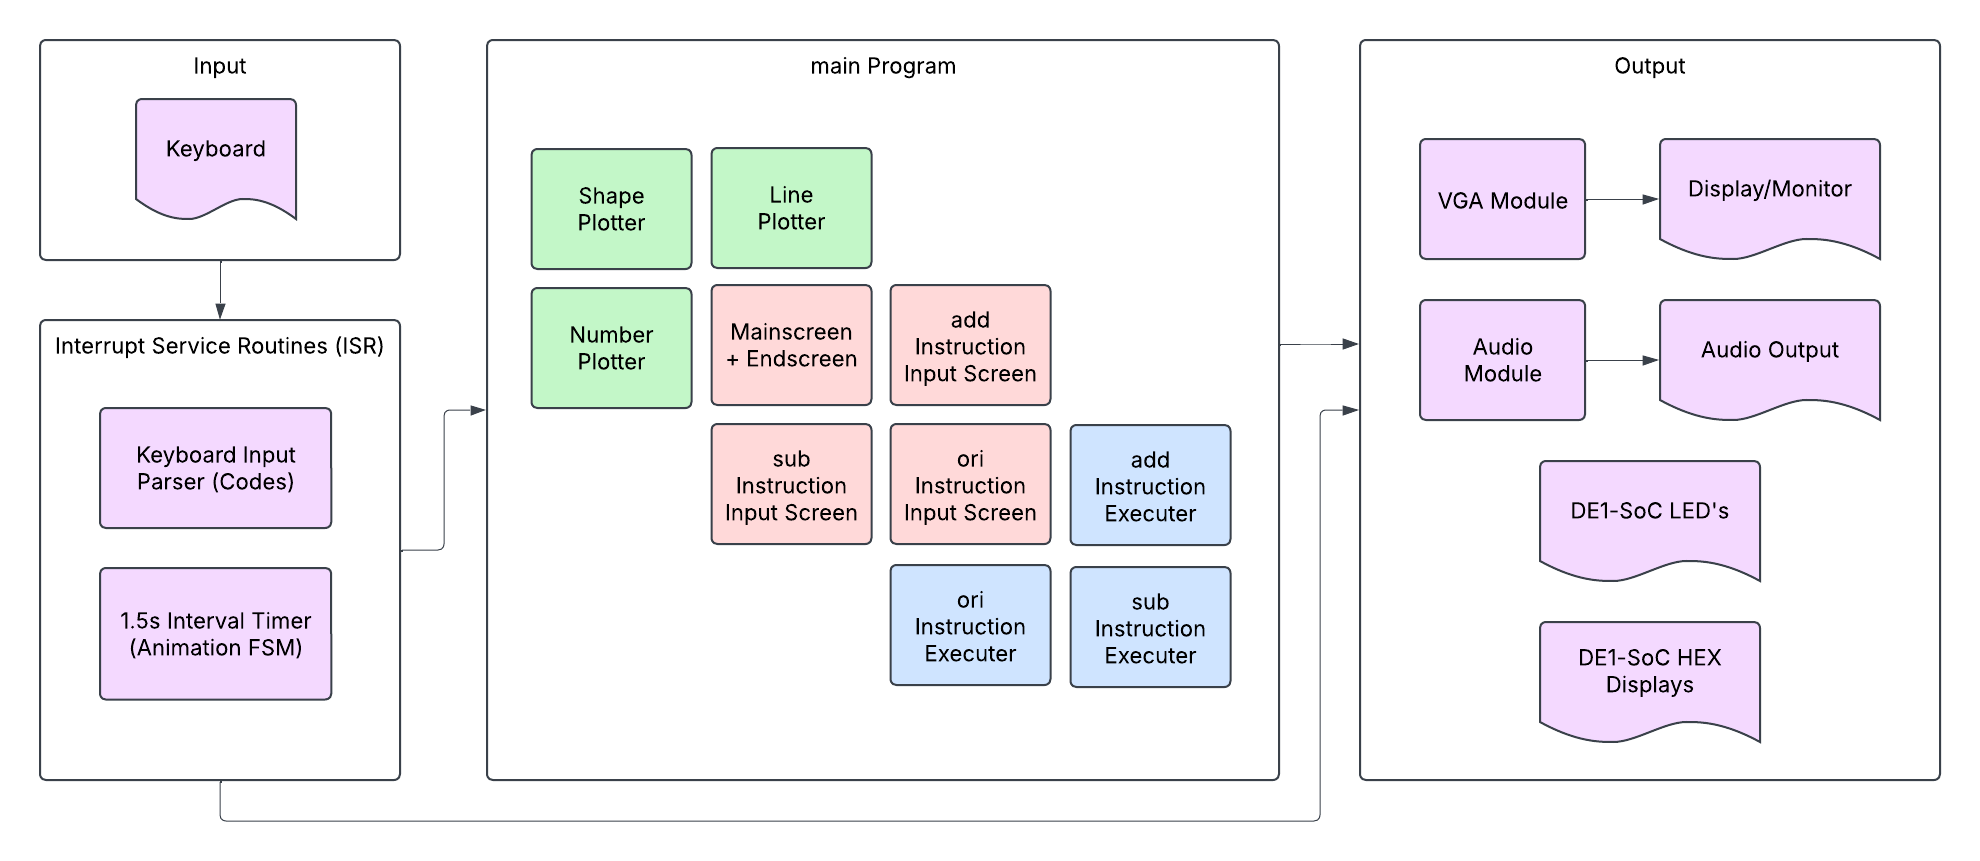 Input
Keyboard
Interrupt Service Routines (ISR)
Keyboard Input
Parser (Codes)
1.5s Interval Timer
(Animation FSM)
main Program
Shape
Plotter
Line
Plotter
Number
Plotter
Mainscreen
+ Endscreen
add
Instruction
Input Screen
sub
Instruction
Input Screen
ori
Instruction
Input Screen
add
Instruction
Executer
ori
Instruction
Executer
sub
Instruction
Executer
Output
VGA Module
Display/Monitor
Audio
Module
Audio Output
DE1-SoC LED's
DE1-SoC HEX
Displays